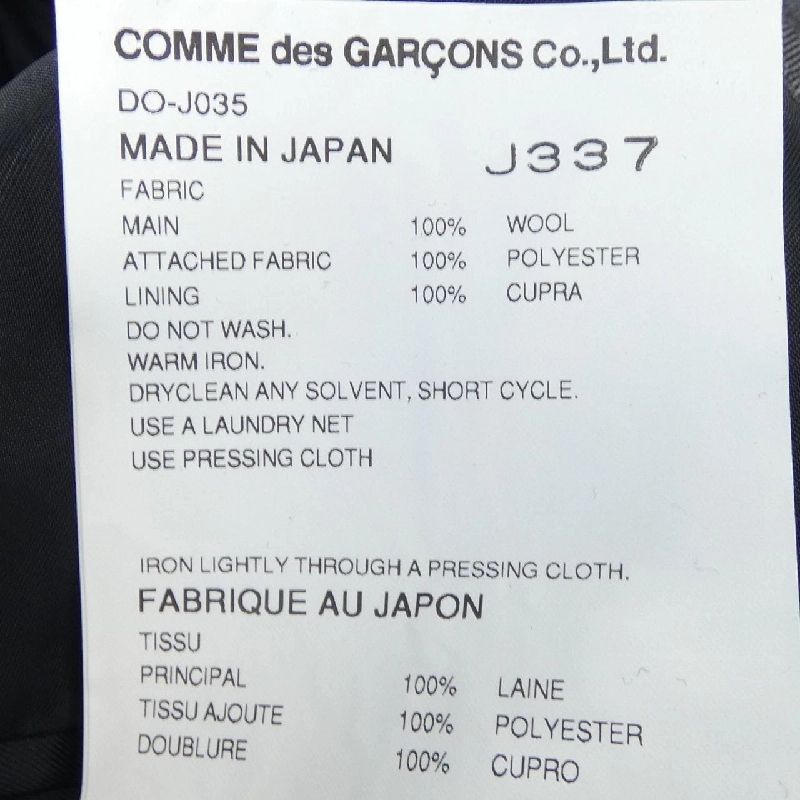 COMME des GARÇONS Co.,Ltd.
DO-J035
MADE IN JAPAN J337
FABRIC
MAIN 100% WOOL
ATTACHED FABRIC 100% POLYESTER
LINING 100% CUPRA
DO NOT WASH.
WARM IRON.
DRYCLEAN ANY SOLVENT, SHORT CYCLE.
USE A LAUNDRY NET
USE PRESSING CLOTH
IRON LIGHTLY THROUGH A PRESSING CLOTH.
FABRIQUE AU JAPON
TISSU
PRINCIPAL 100% LAINE
TISSU AJOUTE 100% POLYESTER
DOUBLURE 100% CUPRO